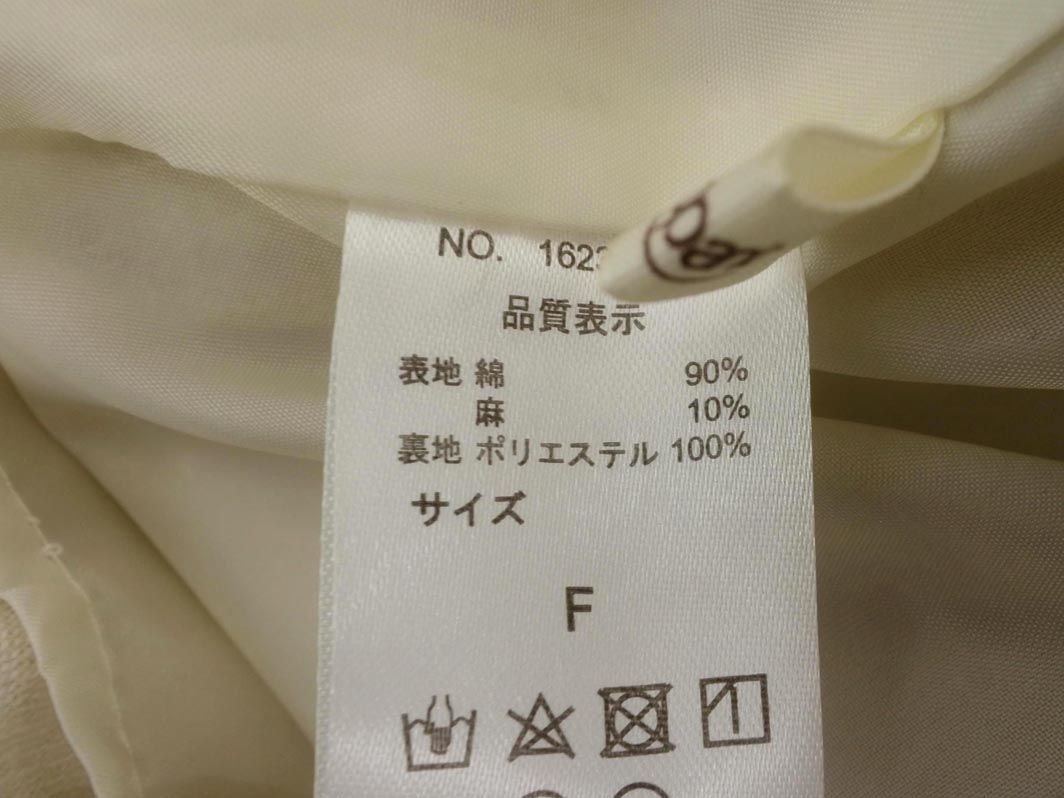 NO. 162
品質表示
表地 綿 90%
麻 10%
裏地 ポリエステル 100%
サイズ
F